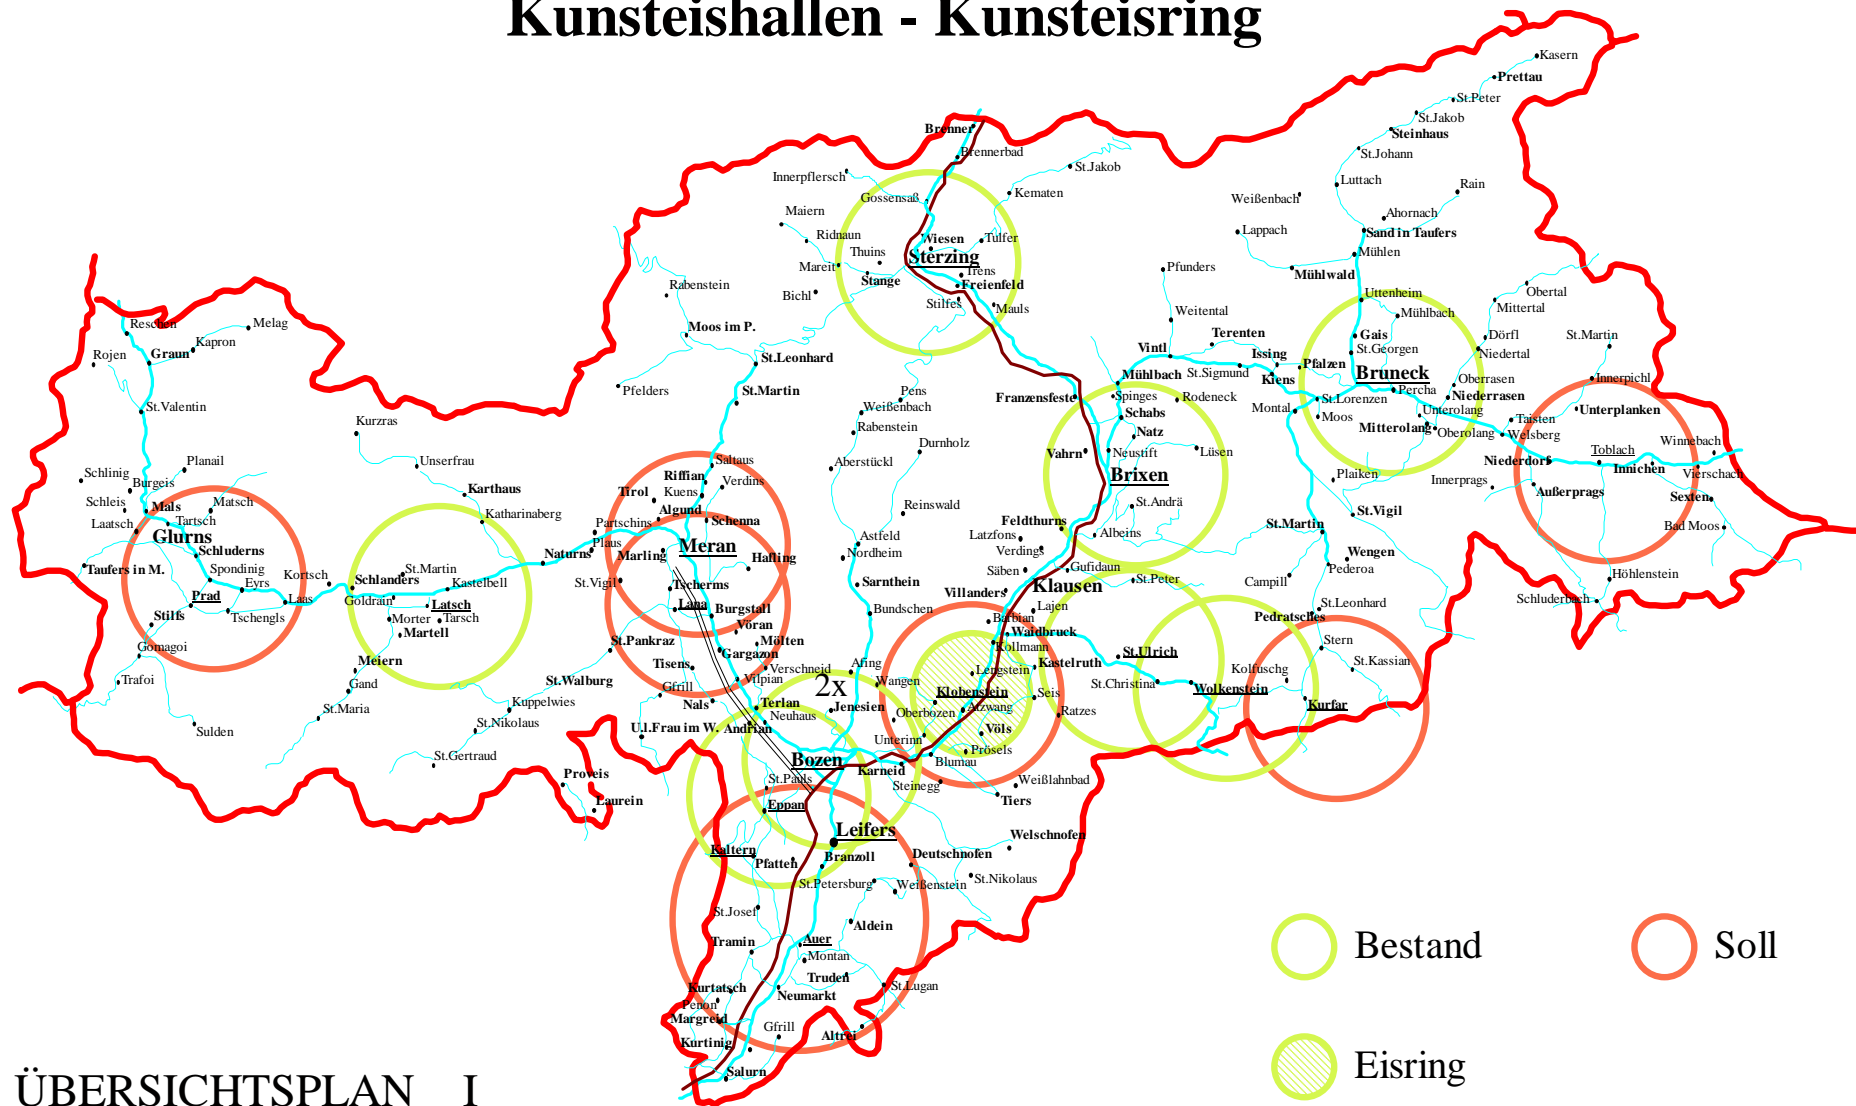 Kunsteishallen - Kunsteisring
Kasern
Prettau
St.Peter
St.Jakob
Steinhaus
St.Johann
Luttach
Rain
Weißenbach
Ahornach
Lappach
Sand in Taufers
Mühlen
Mühlwald
Brenner
Brennerbad
St.Jakob
Innerpflersch
Gossensaß
Kematen
Maiern
Ridnaun
Wiesen
Tulfer
Thuins
Sterzing
Mareit
Trens
Stange
Freienfeld
Bichl
Stilfes
Mauls
Pfunders
Uttenheim
Obertal
Mittertal
Rabenstein
Weitental
Mühlbach
Moos im P.
Terenten
Gais
Dörfl
St.Martin
Reschen
Melag
Kapron
Rojen
Graun
St.Leonhard
Vintl
Issing
St.Georgen
Niedertal
Pfalzen
St.Sigmund
Kiens
Bruneck
Mühlbach
Oberrasen
Innerpichl
Pfelders
St.Martin
Pens
Franzensfeste
Spinges
Rodeneck
Percha
St.Lorenzen
Niederrasen
St.Valentin
Weißenbach
Schabs
Montal
Moos
Unterolang
Unterplanken
Kurzras
Rabenstein
Natz
Mitterolang
Oberolang
Taisten
Welsberg
Durnholz
Winnebach
Unserfrau
Saltaus
Aberstückl
Vahrn
Neustift
Lüsen
Toblach
Niederdorf
Innichen
Vierschach
Planail
Schlinig
Burgeis
Riffian
Verdins
Brixen
Plaiken
Innerprags
Außerprags
Sexten
Karthaus
Tirol
Kuens
Schleis
Mals
Matsch
Reinswald
St.Andrä
Katharinaberg
Algund
Schenna
Laatsch
Tartsch
Partschins
Feldthurns
St.Vigil
St.Martin
Bad Moos
Glurns
Plaus
Meran
Astfeld
Latzfons
Albeins
Schluderns
Naturns
Marling
Hafling
Nordheim
Verdings
Wengen
Taufers in M.
Spondinig
Kortsch
St.Martin
St.Vigil
Säben
Gufidaun
Pederoa
Höhlenstein
Eyrs
Schlanders
Kastelbell
Tscherms
Sarnthein
Klausen
St.Peter
Campill
Prad
Laas
Goldrain
Latsch
Lana
Burgstall
Villanders
Lajen
St.Leonhard
Schluderbach
Stilfs
Tschengls
Morter
Tarsch
Martell
Vöran
Bundschen
Barbian
Pedratsches
Gomagoi
St.Pankraz
Mölten
Waidbruck
Kollmann
Stern
Meiern
Tisens
Gargazon
Verschneid
Afing
Lengstein
Kastelruth
St.Ulrich
St.Kassian
Trafoi
Gand
St.Walburg
Gfrill
Vilpian
2x
Wangen
Klobenstein
Seis
St.Christina
Wolkenstein
Kolfuschg
Kurfar
St.Maria
Kuppelwies
Nals
Terlan
Jenesien
Oberbozen
Atzwang
Ratzes
Sulden
St.Nikolaus
U.l.Frau im W.
Andrian
Neuhaus
Unterinn
Völs
St.Gertraud
Bozen
Karneid
Blumau
Prösels
Proveis
St.Pauls
Steinegg
Weißlahnbad
Laurein
Eppan
Tiers
Leifers
Welschnofen
Kaltern
Pfatten
Branzoll
Deutschnofen
St.Petersburg
Weißenstein
St.Nikolaus
St.Josef
Aldein
Tramin
Auer
Montan
Truden
St.Lugan
Kurtatsch
Penon
Neumarkt
Margreid
Gfrill
Altrei
Kurtinig
Salurn
Bestand
Soll
Eisring
ÜBERSICHTSPLAN I